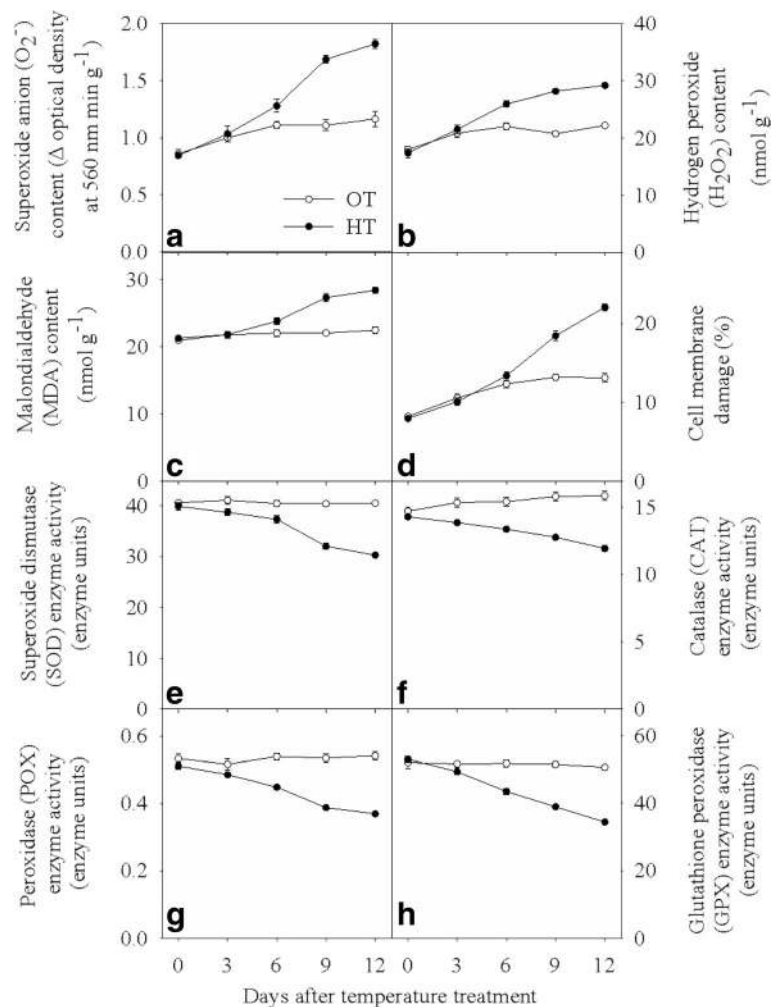 Superoxide anion (O₂⁻)
content (Δ optical density
at 560 nm min g⁻¹)
2.0
1.5
1.0
0.5
0.0
a
OT
HT
b
40
30
20
10
0
Hydrogen peroxide
(H₂O₂) content
(nmol g⁻¹)
Malondialdehyde
(MDA) content
(nmol g⁻¹)
30
20
10
0
c
d
20
10
0
Cell membrane
damage (%)
Superoxide dismutase
(SOD) enzyme activity
(enzyme units)
40
30
20
10
0
e
f
15
10
5
0
Catalase (CAT)
enzyme activity
(enzyme units)
Peroxidase (POX)
enzyme activity
(enzyme units)
0.6
0.4
0.2
0.0
g
h
60
40
20
0
Glutathione peroxidase
(GPX) enzyme activity
(enzyme units)
0 3 6 9 12 0 3 6 9 12
Days after temperature treatment